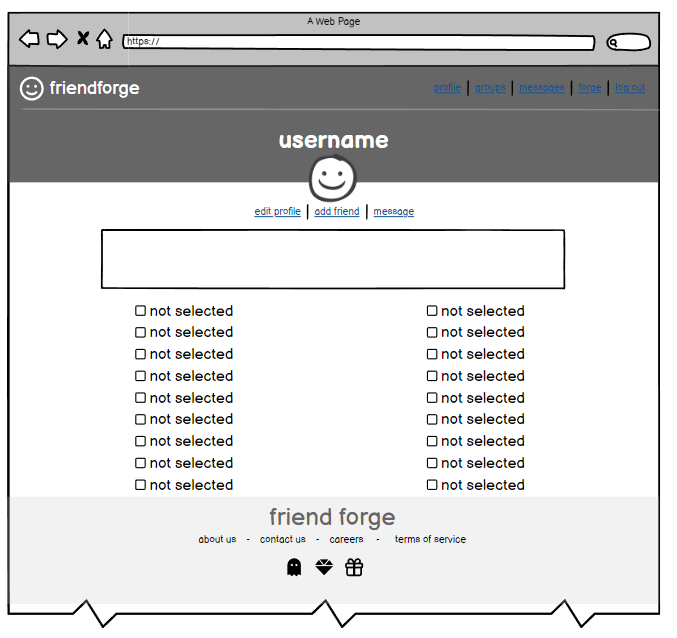 A Web Page
https://
friendforge
profile | groups | messages | forge | log out
username
edit profile | add friend | message
not selected not selected
not selected not selected
not selected not selected
not selected not selected
not selected not selected
not selected not selected
not selected not selected
not selected not selected
not selected not selected
friend forge
about us - contact us - careers - terms of service